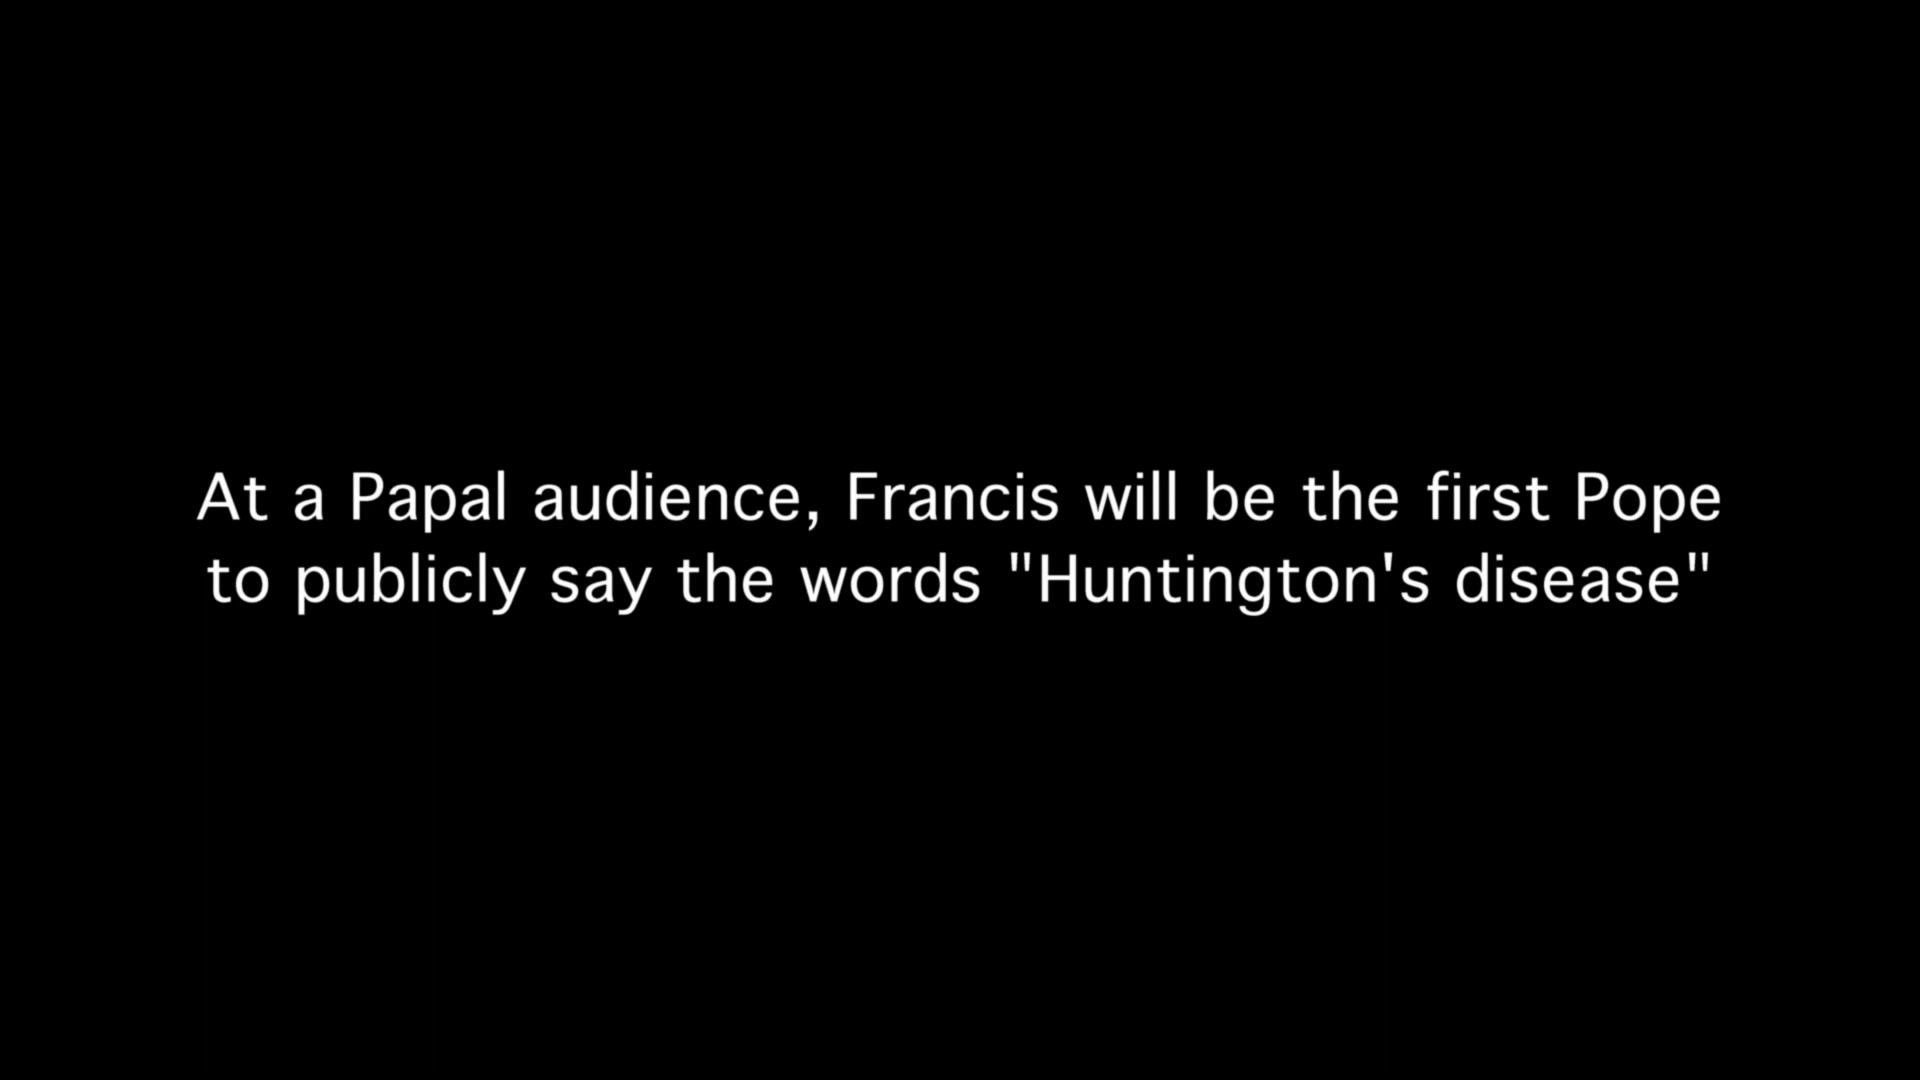 At a Papal audience, Francis will be the first Pope
to publicly say the words "Huntington's disease"